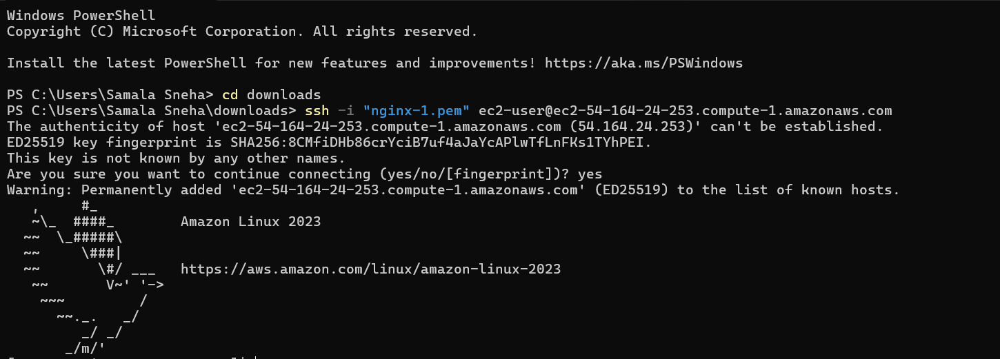 Windows PowerShell
Copyright (C) Microsoft Corporation. All rights reserved.
Install the latest PowerShell for new features and improvements! https://aka.ms/PSWindows
PS C:\Users\Samala Sneha> cd downloads
PS C:\Users\Samala Sneha\downloads> ssh -i "nginx-1.pem" ec2-user@ec2-54-164-24-253.compute-1.amazonaws.com
The authenticity of host 'ec2-54-164-24-253.compute-1.amazonaws.com (54.164.24.253)' can't be established.
ED25519 key fingerprint is SHA256:8CMfiDHb86crYciB7uf4aJaYcAPlwTfLnFKs1TYhPEI.
This key is not known by any other names.
Are you sure you want to continue connecting (yes/no/[fingerprint])? yes
Warning: Permanently added 'ec2-54-164-24-253.compute-1.amazonaws.com' (ED25519) to the list of known hosts.
   ,     #_
   ~\_  ####_        Amazon Linux 2023
  ~~  \_#####\
  ~~     \###|
  ~~       \#/ ___   https://aws.amazon.com/linux/amazon-linux-2023
   ~~       V~' '->
    ~~~         /
      ~~._.   _/
         _/ _/
       _/m/'